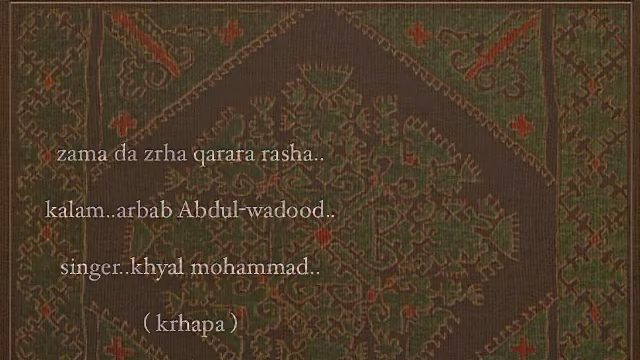 zama da zrha qarara rasha..
kalam..arbab Abdul-wadood..
singer..khyal mohammad..
( krhapa )